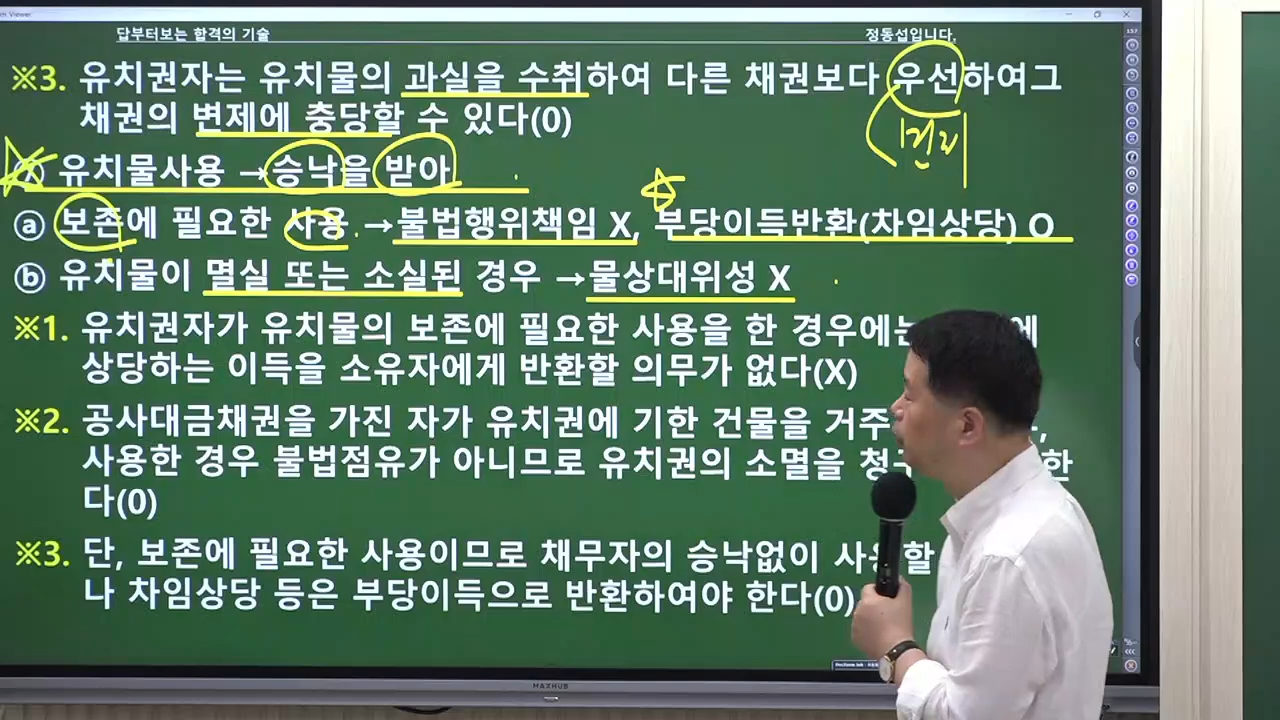 답부터보는 합격의 기술
정동섭입니다.
※3. 유치권자는 유치물의 과실을 수취하여 다른 채권보다 우선하여그
채권의 변제에 충당할 수 있다(0)
편리
유치물사용 →승낙을 받아
ⓐ 보존에 필요한 사용 →불법행위책임 X, 부당이득반환(차임상당) O
ⓑ 유치물이 멸실 또는 소실된 경우 →물상대위성 X
※1. 유치권자가 유치물의 보존에 필요한 사용을 한 경우에는 에
상당하는 이득을 소유자에게 반환할 의무가 없다(X)
※2. 공사대금채권을 가진 자가 유치권에 기한 건물을 거주
사용한 경우 불법점유가 아니므로 유치권의 소멸을 청구 한
다(0)
※3. 단, 보존에 필요한 사용이므로 채무자의 승낙없이 사용할
나 차임상당 등은 부당이득으로 반환하여야 한다(0)
MAXHUB